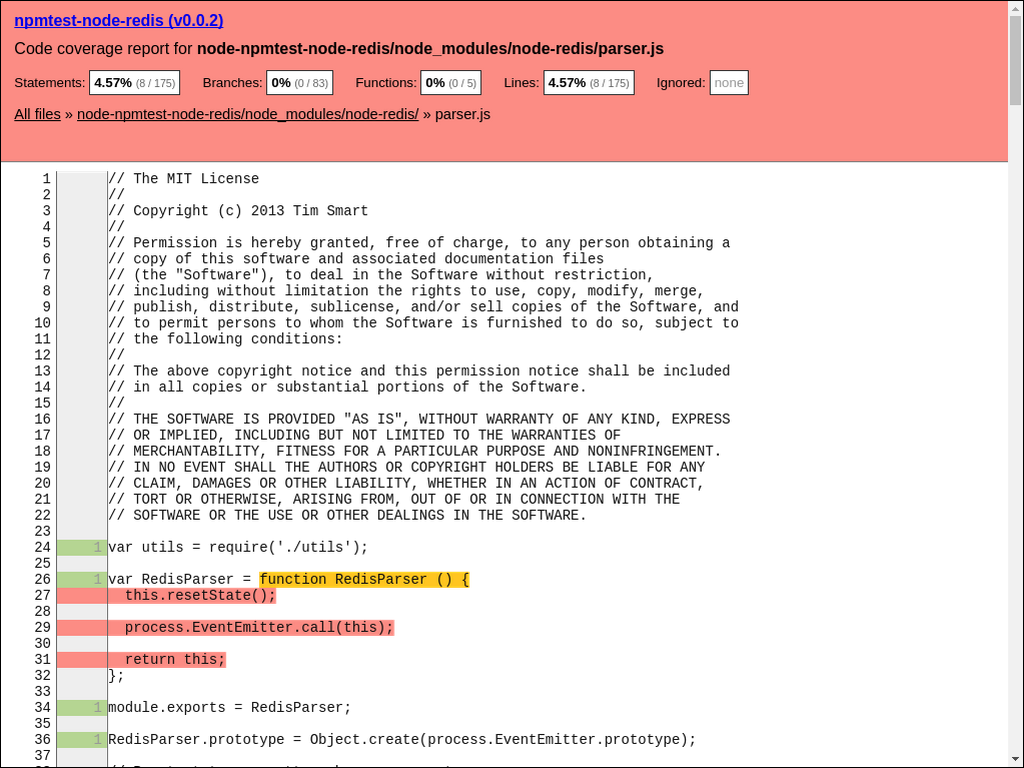 npmtest-node-redis (v0.0.2)
Code coverage report for node-npmtest-node-redis/node_modules/node-redis/parser.js
Statements: 4.57% (8 / 175) Branches: 0% (0 / 83) Functions: 0% (0 / 5) Lines: 4.57% (8 / 175) Ignored: none
All files » node-npmtest-node-redis/node_modules/node-redis/ » parser.js
1 // The MIT License
2 //
3 // Copyright (c) 2013 Tim Smart
4 //
5 // Permission is hereby granted, free of charge, to any person obtaining a
6 // copy of this software and associated documentation files
7 // (the "Software"), to deal in the Software without restriction,
8 // including without limitation the rights to use, copy, modify, merge,
9 // publish, distribute, sublicense, and/or sell copies of the Software, and
10 // to permit persons to whom the Software is furnished to do so, subject to
11 // the following conditions:
12 //
13 // The above copyright notice and this permission notice shall be included
14 // in all copies or substantial portions of the Software.
15 //
16 // THE SOFTWARE IS PROVIDED "AS IS", WITHOUT WARRANTY OF ANY KIND, EXPRESS
17 // OR IMPLIED, INCLUDING BUT NOT LIMITED TO THE WARRANTIES OF
18 // MERCHANTABILITY, FITNESS FOR A PARTICULAR PURPOSE AND NONINFRINGEMENT.
19 // IN NO EVENT SHALL THE AUTHORS OR COPYRIGHT HOLDERS BE LIABLE FOR ANY
20 // CLAIM, DAMAGES OR OTHER LIABILITY, WHETHER IN AN ACTION OF CONTRACT,
21 // TORT OR OTHERWISE, ARISING FROM, OUT OF OR IN CONNECTION WITH THE
22 // SOFTWARE OR THE USE OR OTHER DEALINGS IN THE SOFTWARE.
23
24 1 var utils = require('./utils');
25
26 1 var RedisParser = function RedisParser () {
27 this.resetState();
28
29 process.EventEmitter.call(this);
30
31 return this;
32 };
33
34 1 module.exports = RedisParser;
35
36 1 RedisParser.prototype = Object.create(process.EventEmitter.prototype);
37